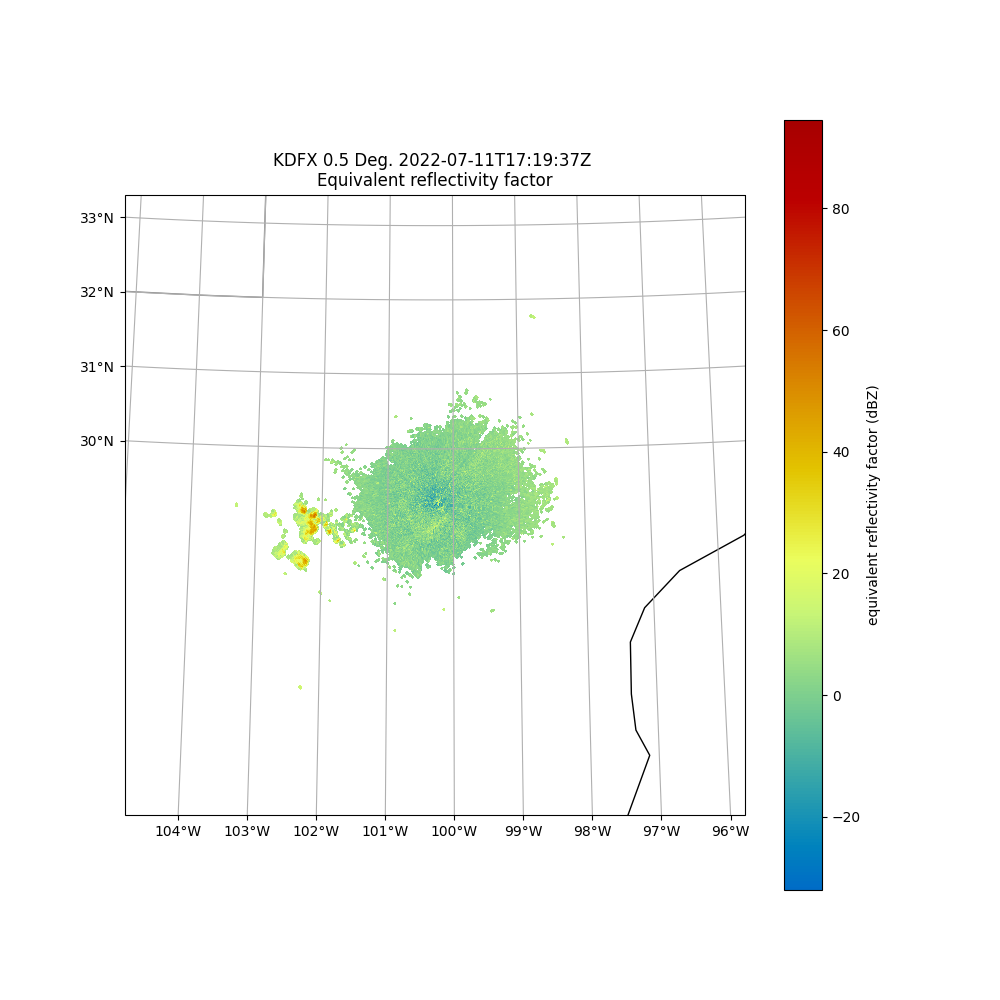 KDFX 0.5 Deg. 2022-07-11T17:19:37Z
Equivalent reflectivity factor
33°N
32°N
31°N
30°N
104°W 103°W 102°W 101°W 100°W 99°W 98°W 97°W 96°W
80
60
40
20
0
−20
equivalent reflectivity factor (dBZ)